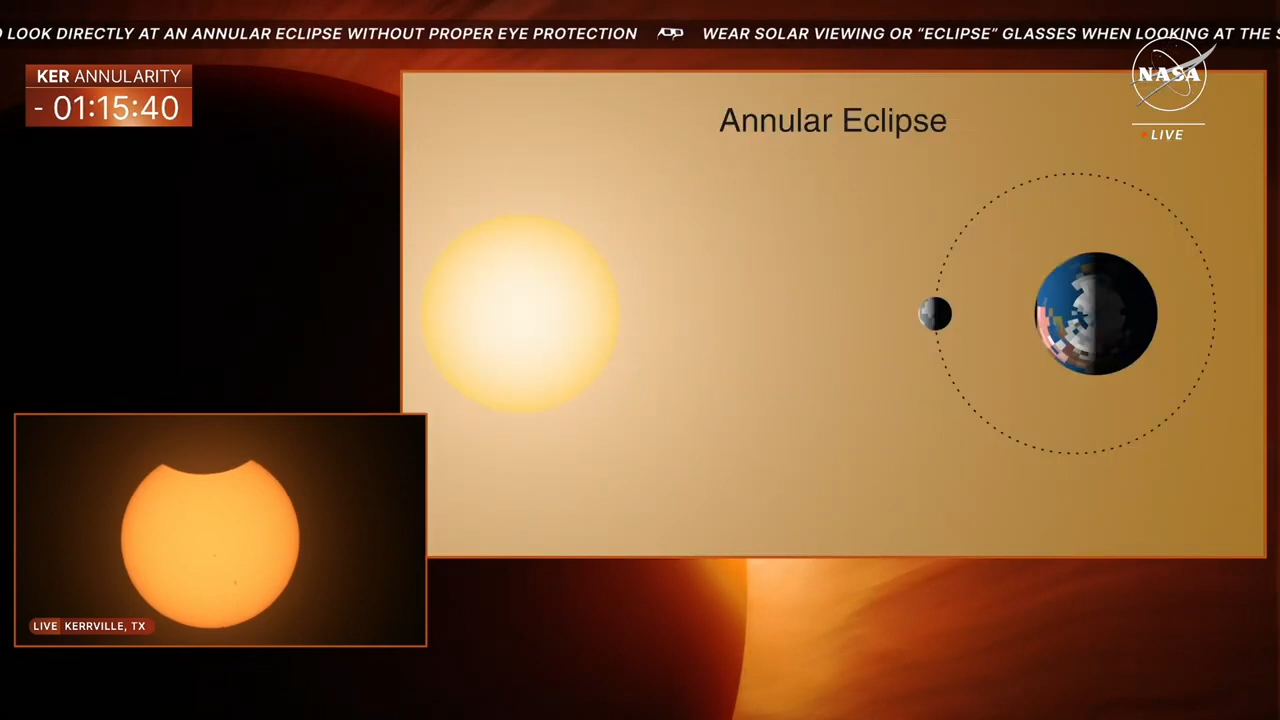 LOOK DIRECTLY AT AN ANNULAR ECLIPSE WITHOUT PROPER EYE PROTECTION WEAR SOLAR VIEWING OR “ECLIPSE” GLASSES WHEN LOOKING AT THE
KER ANNULARITY
- 01:15:40
NASA
LIVE
Annular Eclipse
LIVE KERRVILLE, TX